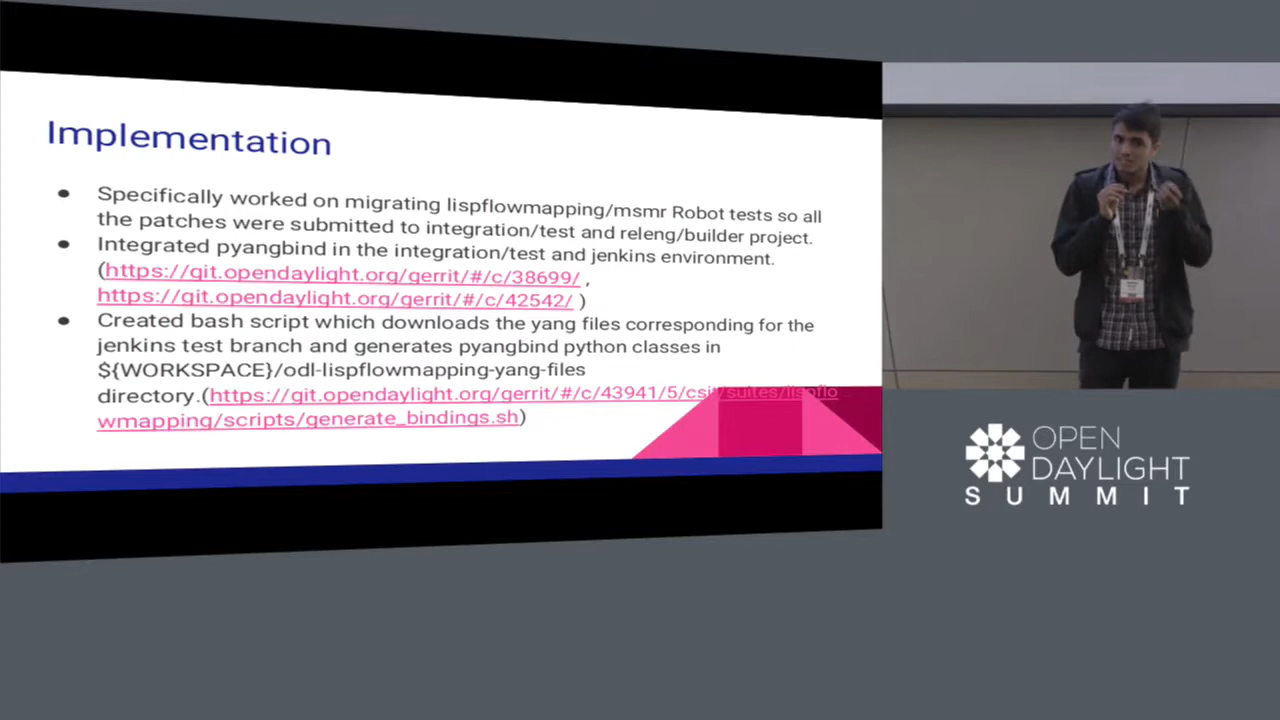 Implementation
● Specifically worked on migrating lispflowmapping/msmr Robot tests so all
the patches were submitted to integration/test and releng/builder project.
● Integrated pyangbind in the integration/test and jenkins environment.
(https://git.opendaylight.org/gerrit/#/c/38699/ ,
https://git.opendaylight.org/gerrit/#/c/42542/ )
● Created bash script which downloads the yang files corresponding for the
jenkins test branch and generates pyangbind python classes in
${WORKSPACE}/odl-lispflowmapping-yang-files
directory.(https://git.opendaylight.org/gerrit/#/c/43941/5/csit/suites/lispflo
wmapping/scripts/generate_bindings.sh)
OPEN
DAYLIGHT
SUMMIT